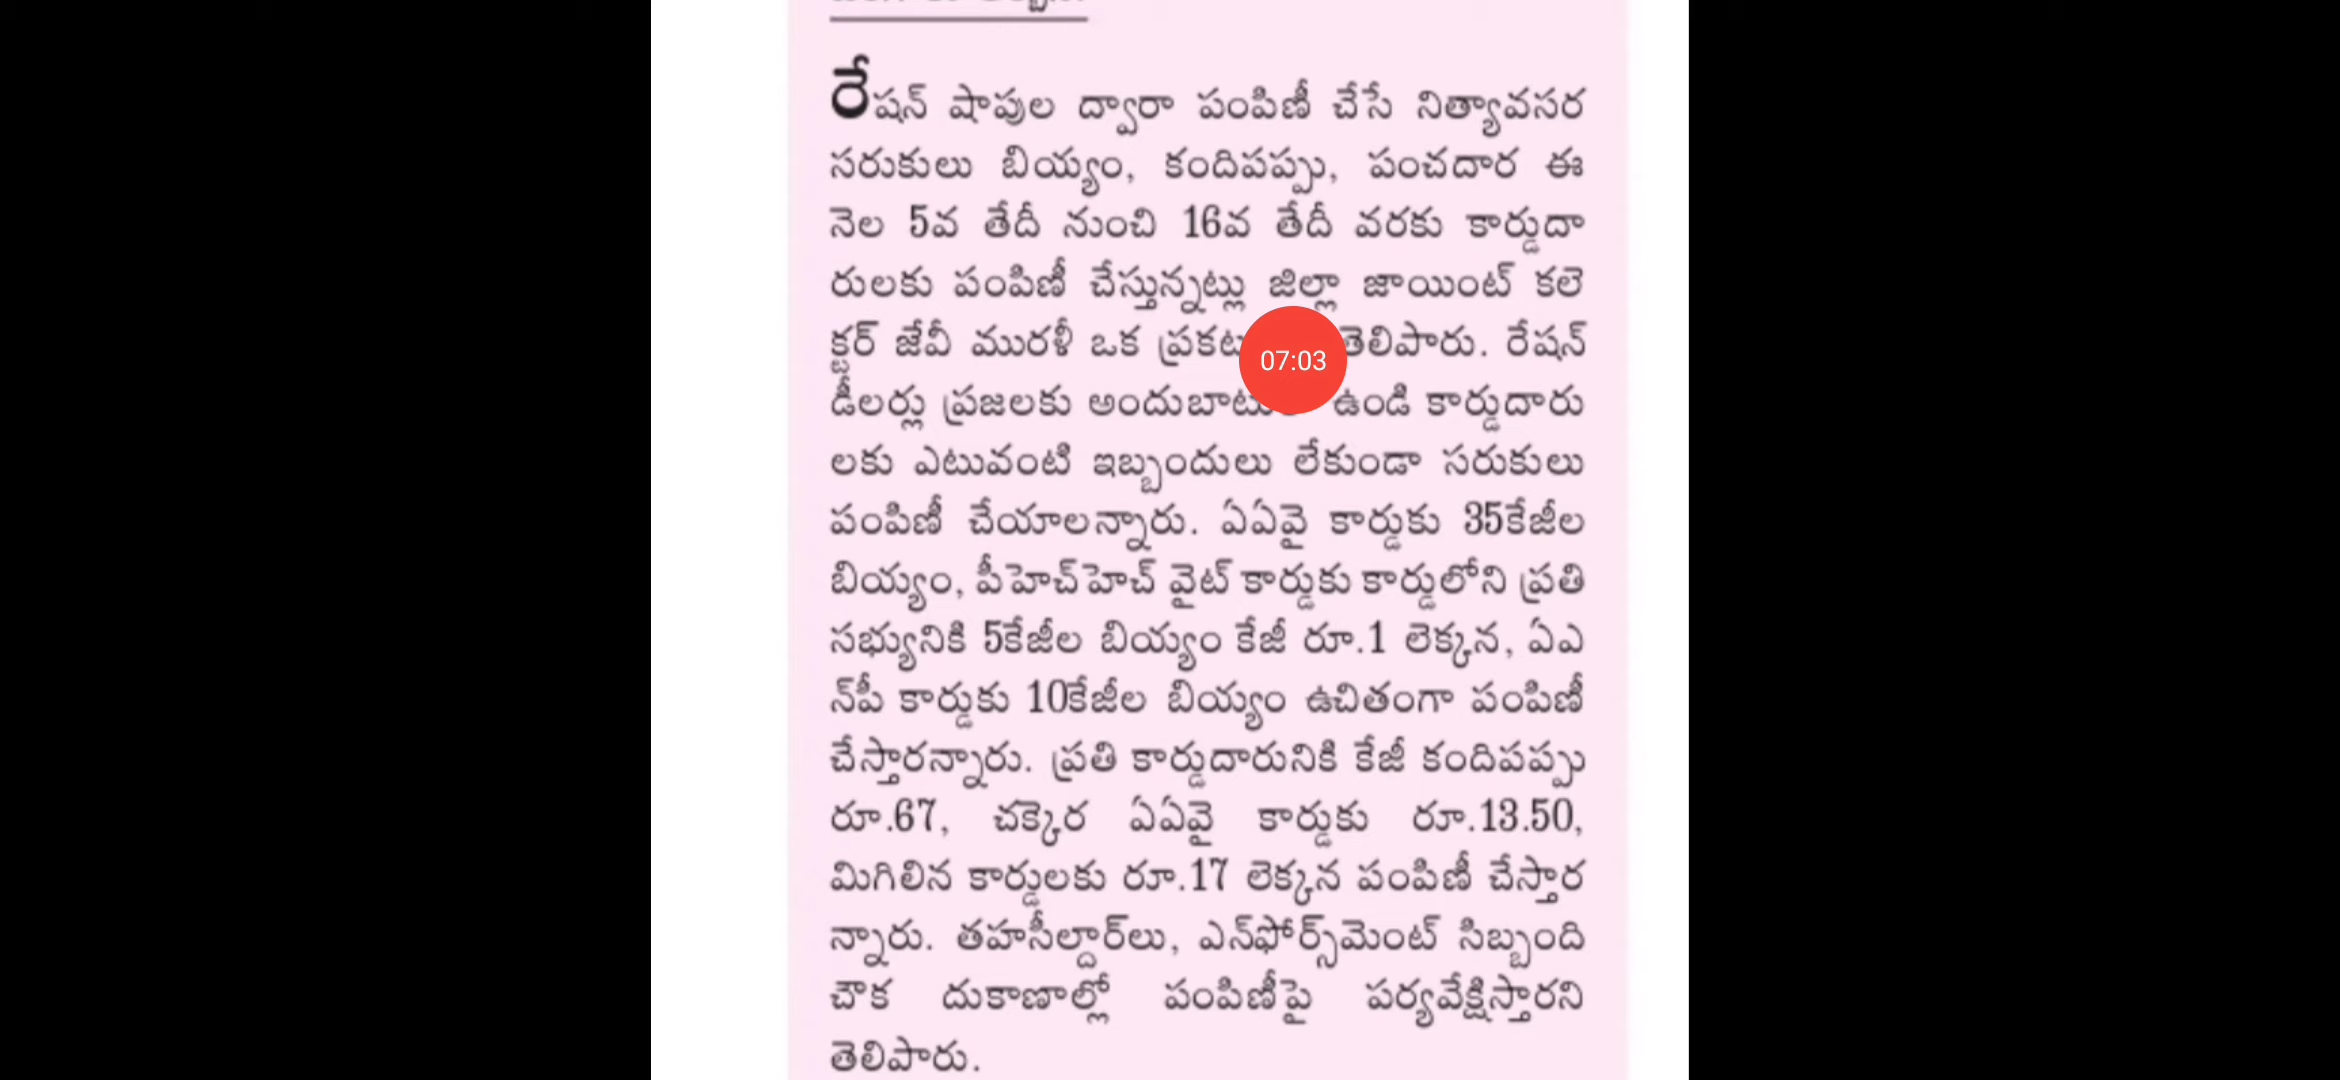 రేషన్ షాపుల ద్వారా పంపిణీ చేసే నిత్యావసర
సరుకులు బియ్యం, కందిపప్పు, పంచదార ఈ
నెల 5వ తేదీ నుంచి 16వ తేదీ వరకు కార్డుదా
రులకు పంపిణీ చేస్తున్నట్లు జిల్లా జాయింట్ కలె
క్టర్ జేవీ మురళీ ఒక తెలిపారు. రేషన్
07:03
డీలర్లు ప్రజలకు ఉండి కార్డుదారు
లకు ఎటువంటి ఇబ్బందులు లేకుండా సరుకులు
పంపిణీ చేయాలన్నారు. ఏఏవై కార్డుకు 35కేజీల
బియ్యం, పీహెచ్‌హెచ్ వైట్ కార్డుకు కార్డులోని ప్రతి
సభ్యునికి 5కేజీల బియ్యం కేజీ రూ.1 లెక్కన, ఏఎ
న్‌పీ కార్డుకు 10కేజీల బియ్యం ఉచితంగా పంపిణీ
చేస్తారన్నారు. ప్రతి కార్డుదారునికి కేజీ కందిపప్పు
రూ.67, చక్కెర ఏఏవై కార్డుకు రూ.13.50,
మిగిలిన కార్డులకు రూ.17 లెక్కన పంపిణీ చేస్తార
న్నారు. తహసీల్దార్‌లు, ఎన్‌ఫోర్స్‌మెంట్ సిబ్బంది
చౌక దుకాణాల్లో పంపిణీపై పర్యవేక్షిస్తారని
తెలిపారు.